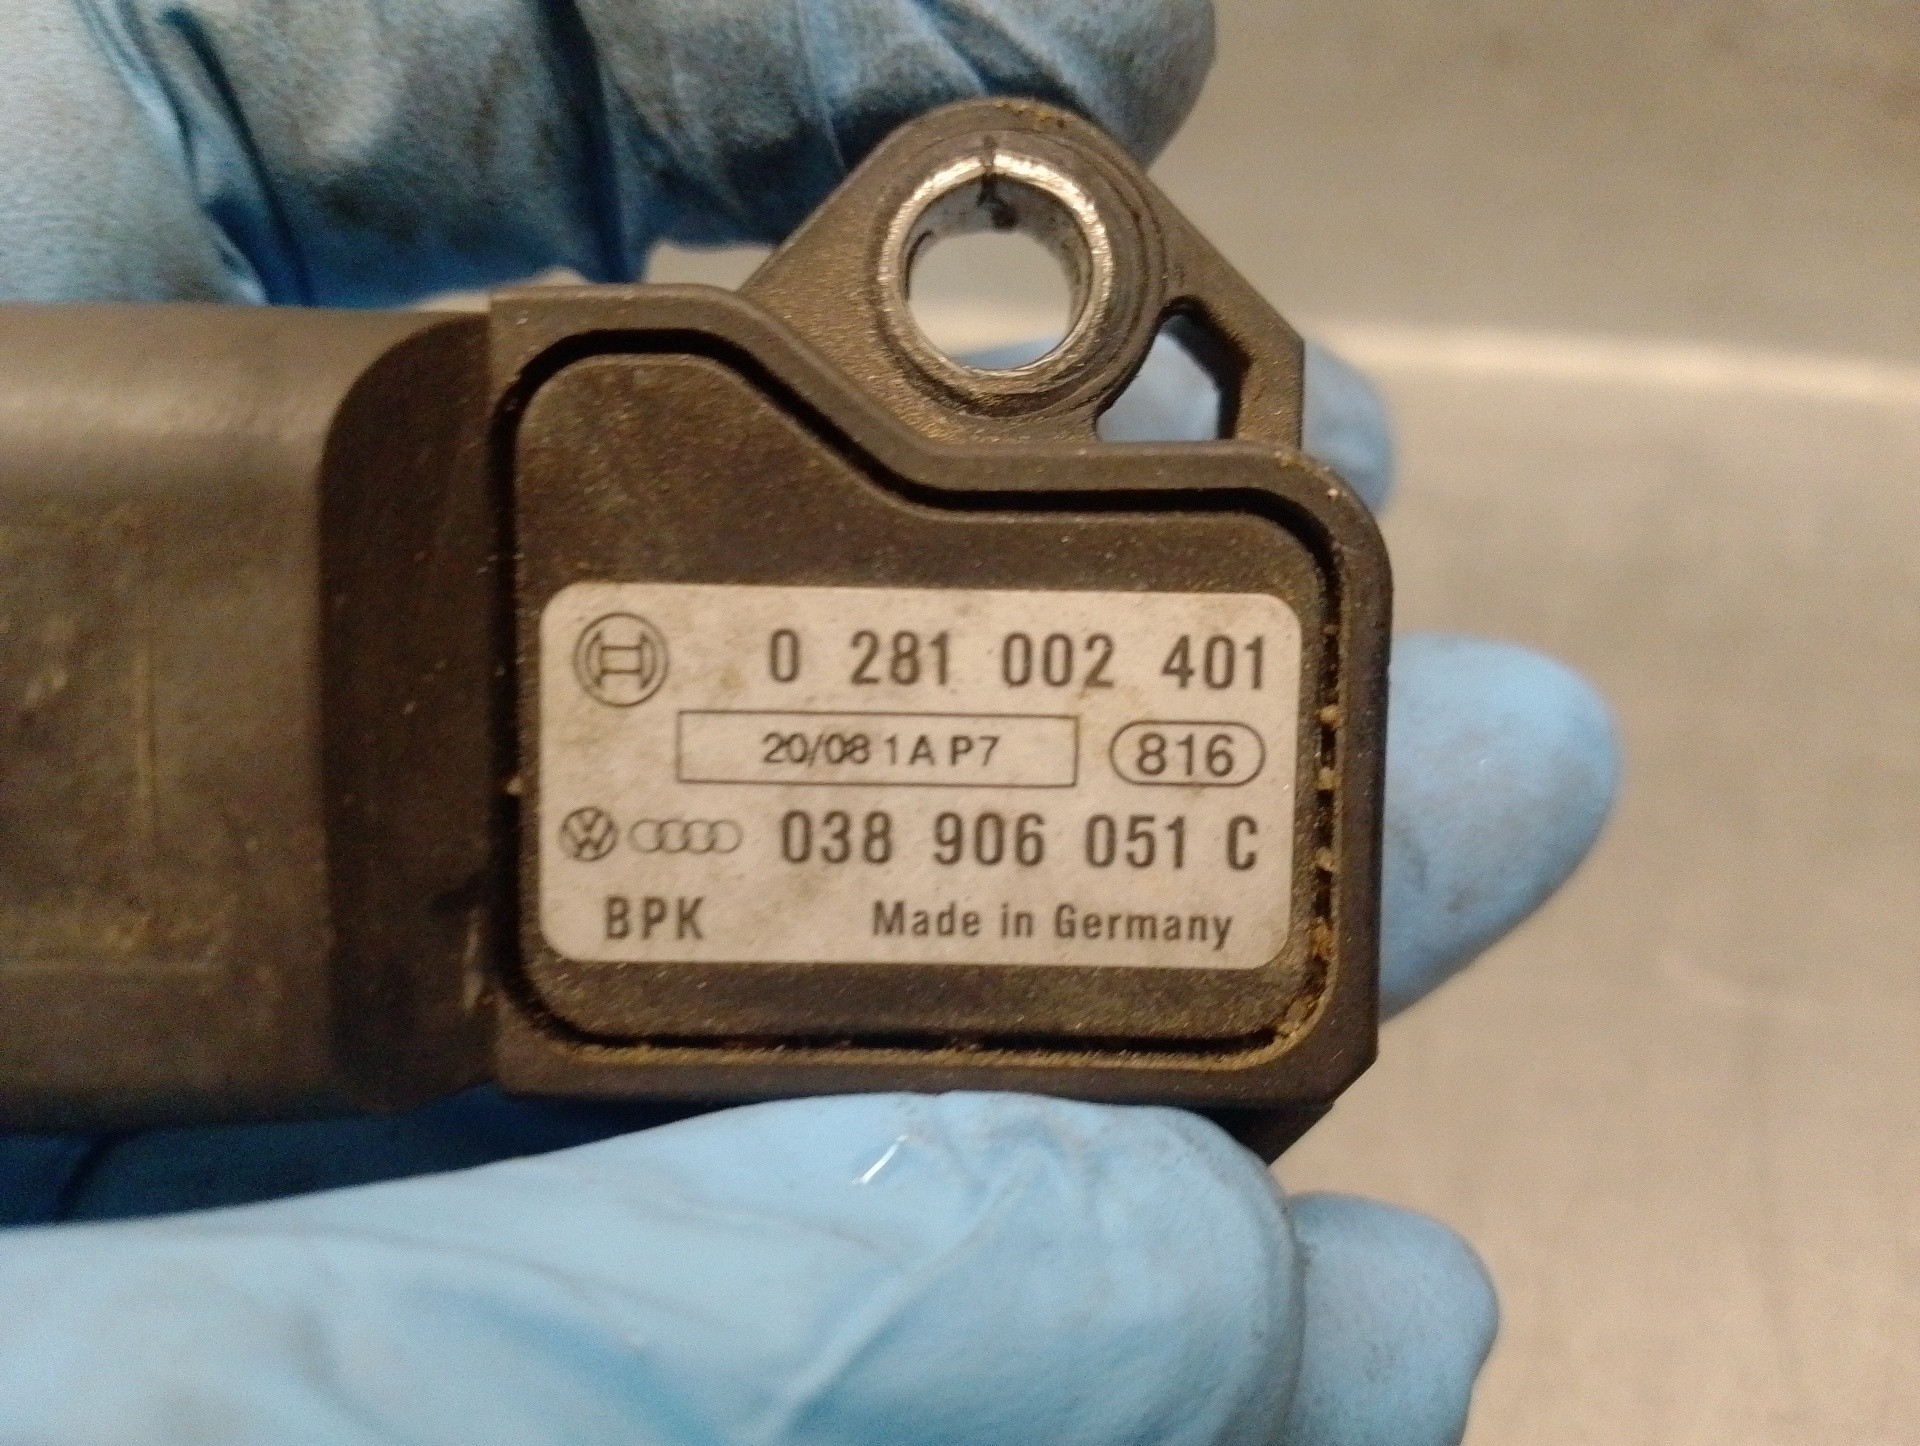 0 281 002 401
20/08 1A P7 816
038 906 051 C
BPK Made in Germany